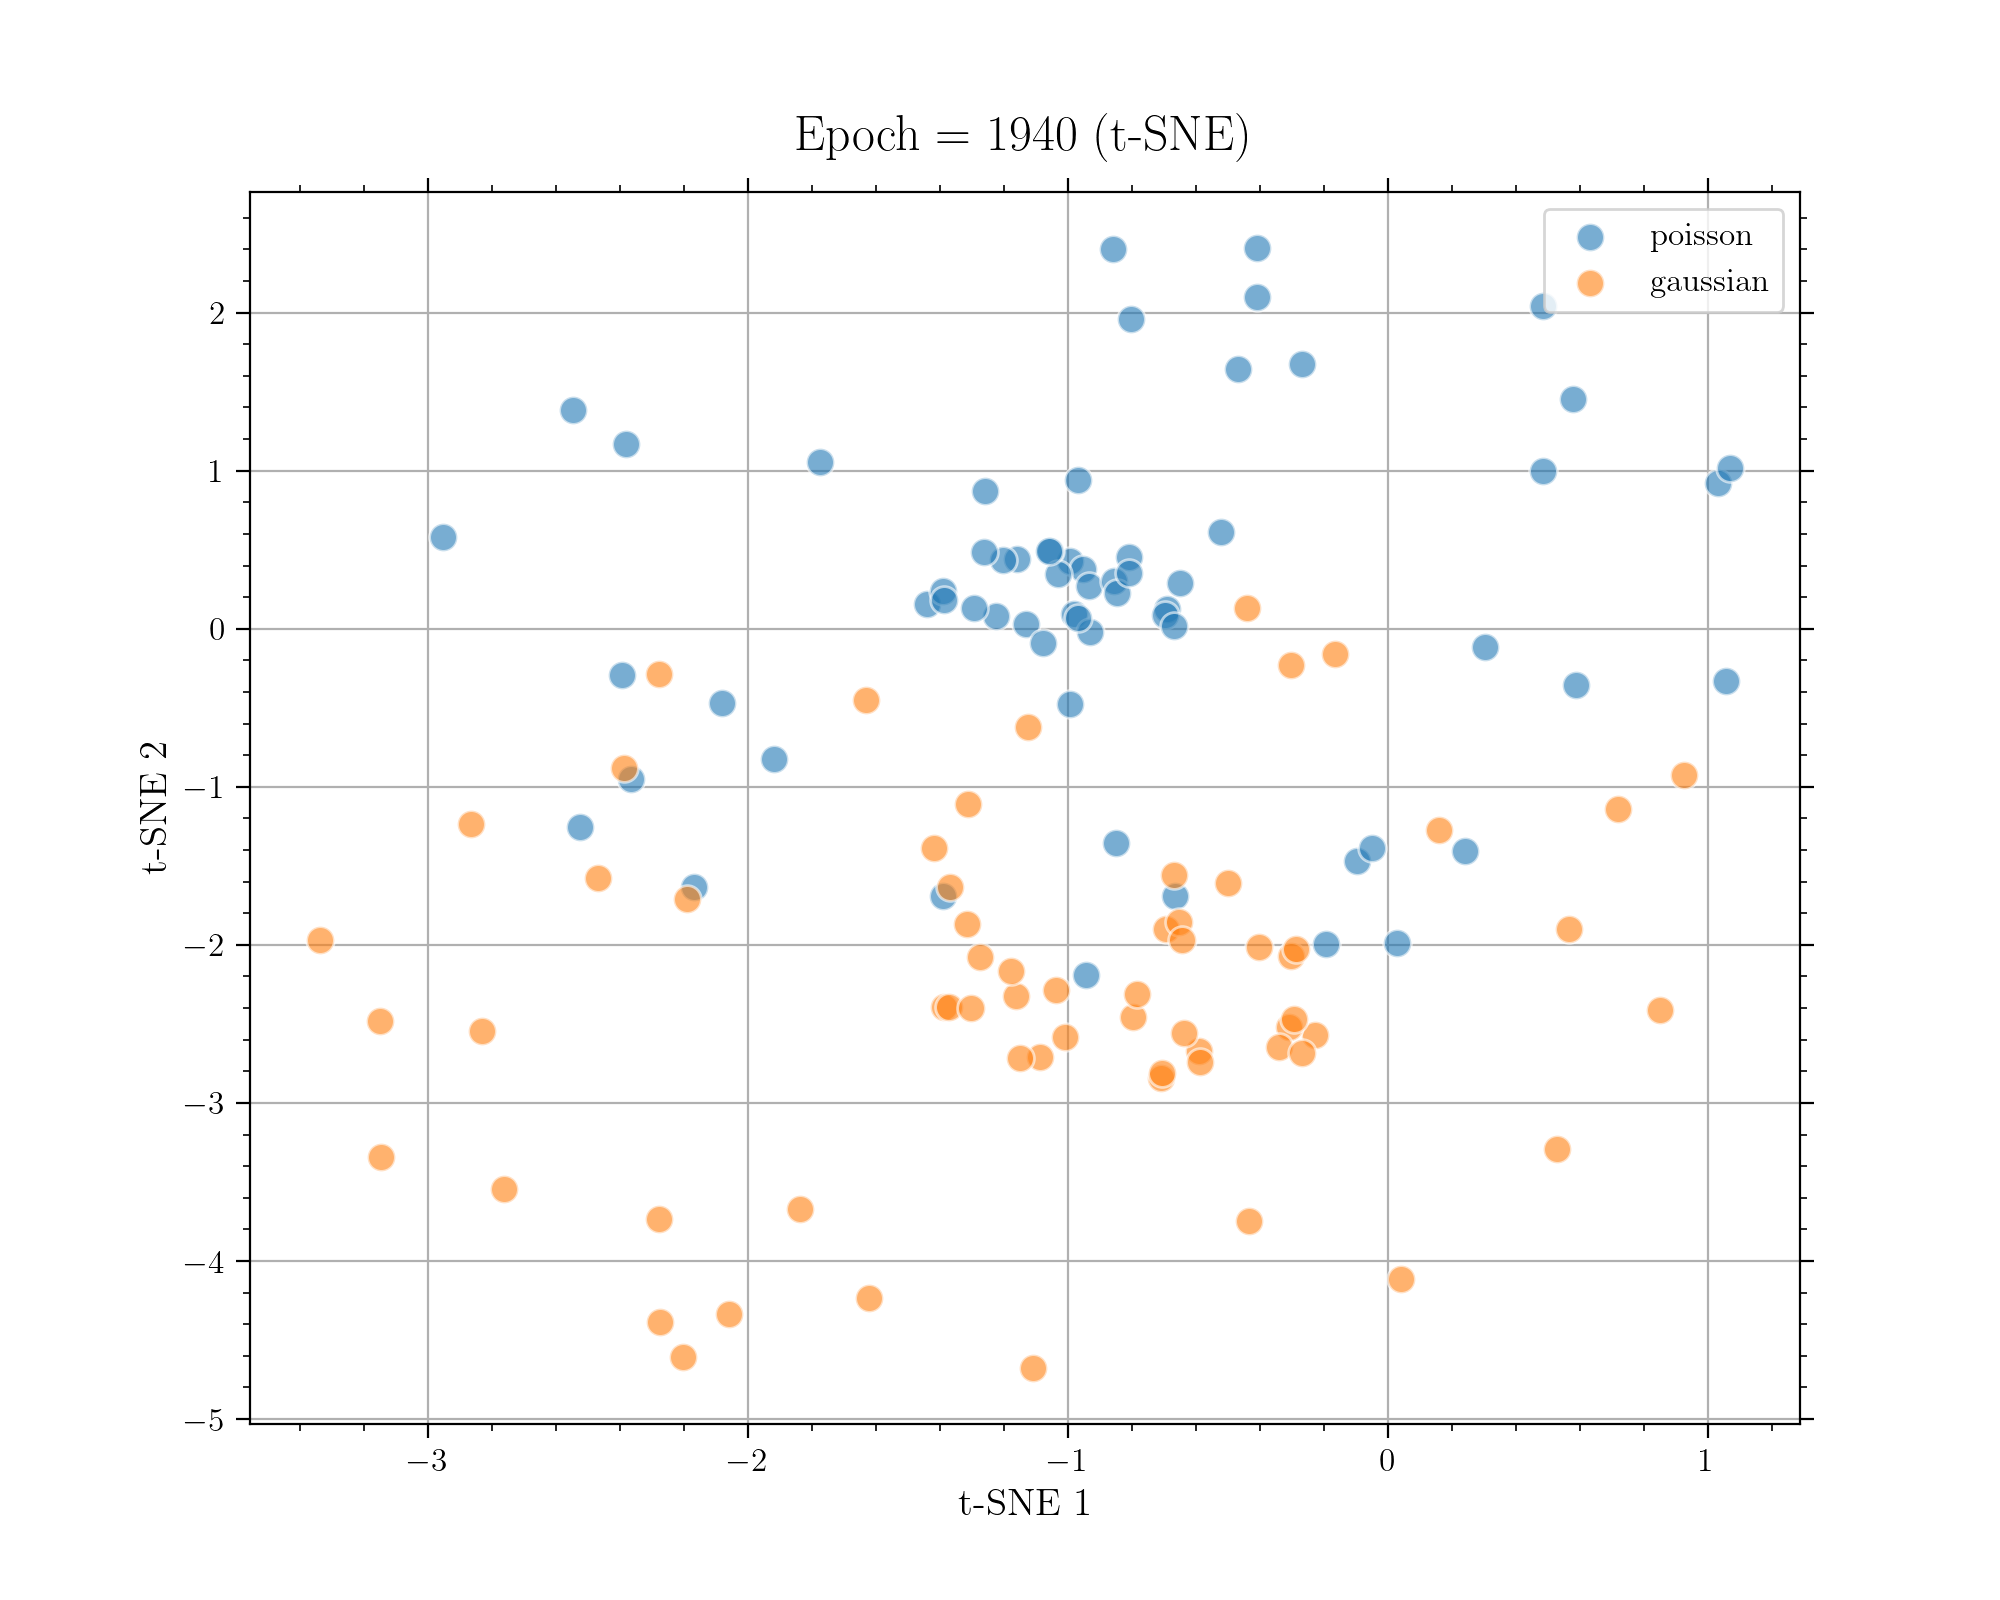 Epoch = 1940 (t-SNE)
poisson
gaussian
2
1
0
−1
−2
−3
−4
−5
t-SNE 2
−3 −2 −1 0 1
t-SNE 1